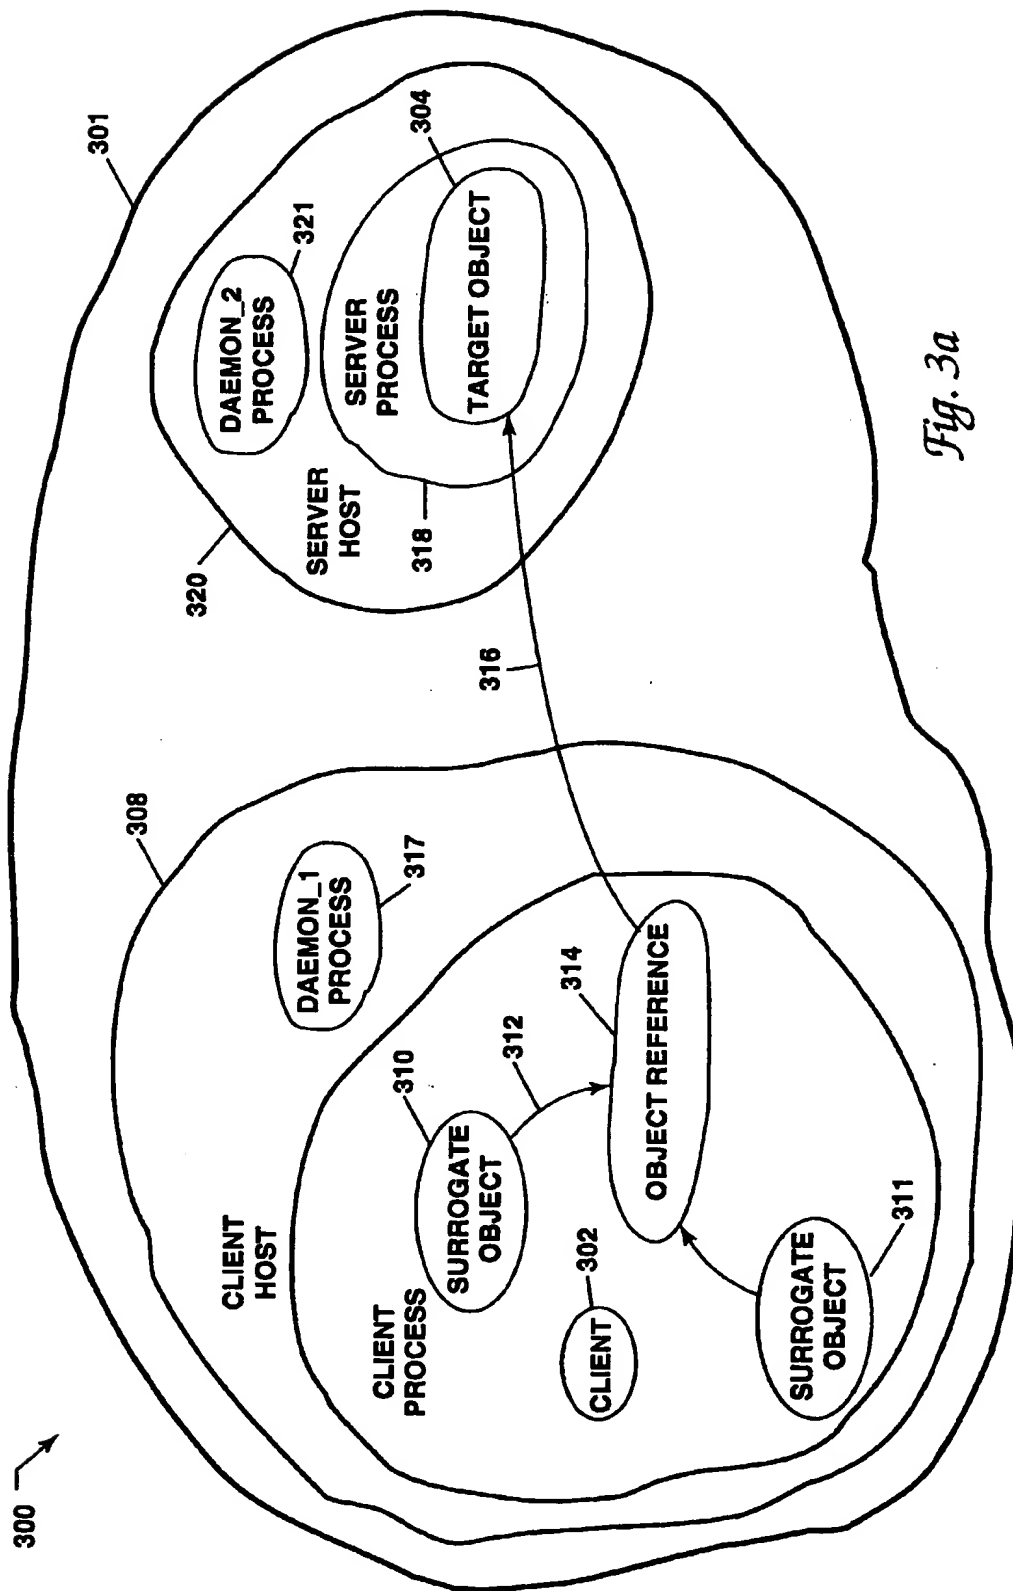 300
301
308
CLIENT
HOST
DAEMON_1
PROCESS
317
CLIENT
PROCESS
SURROGATE
OBJECT
310
312
CLIENT
302
314
OBJECT REFERENCE
SURROGATE
OBJECT
311
316
320
SERVER
HOST
DAEMON_2
PROCESS
321
SERVER
PROCESS
318
TARGET OBJECT
304
Fig. 3a